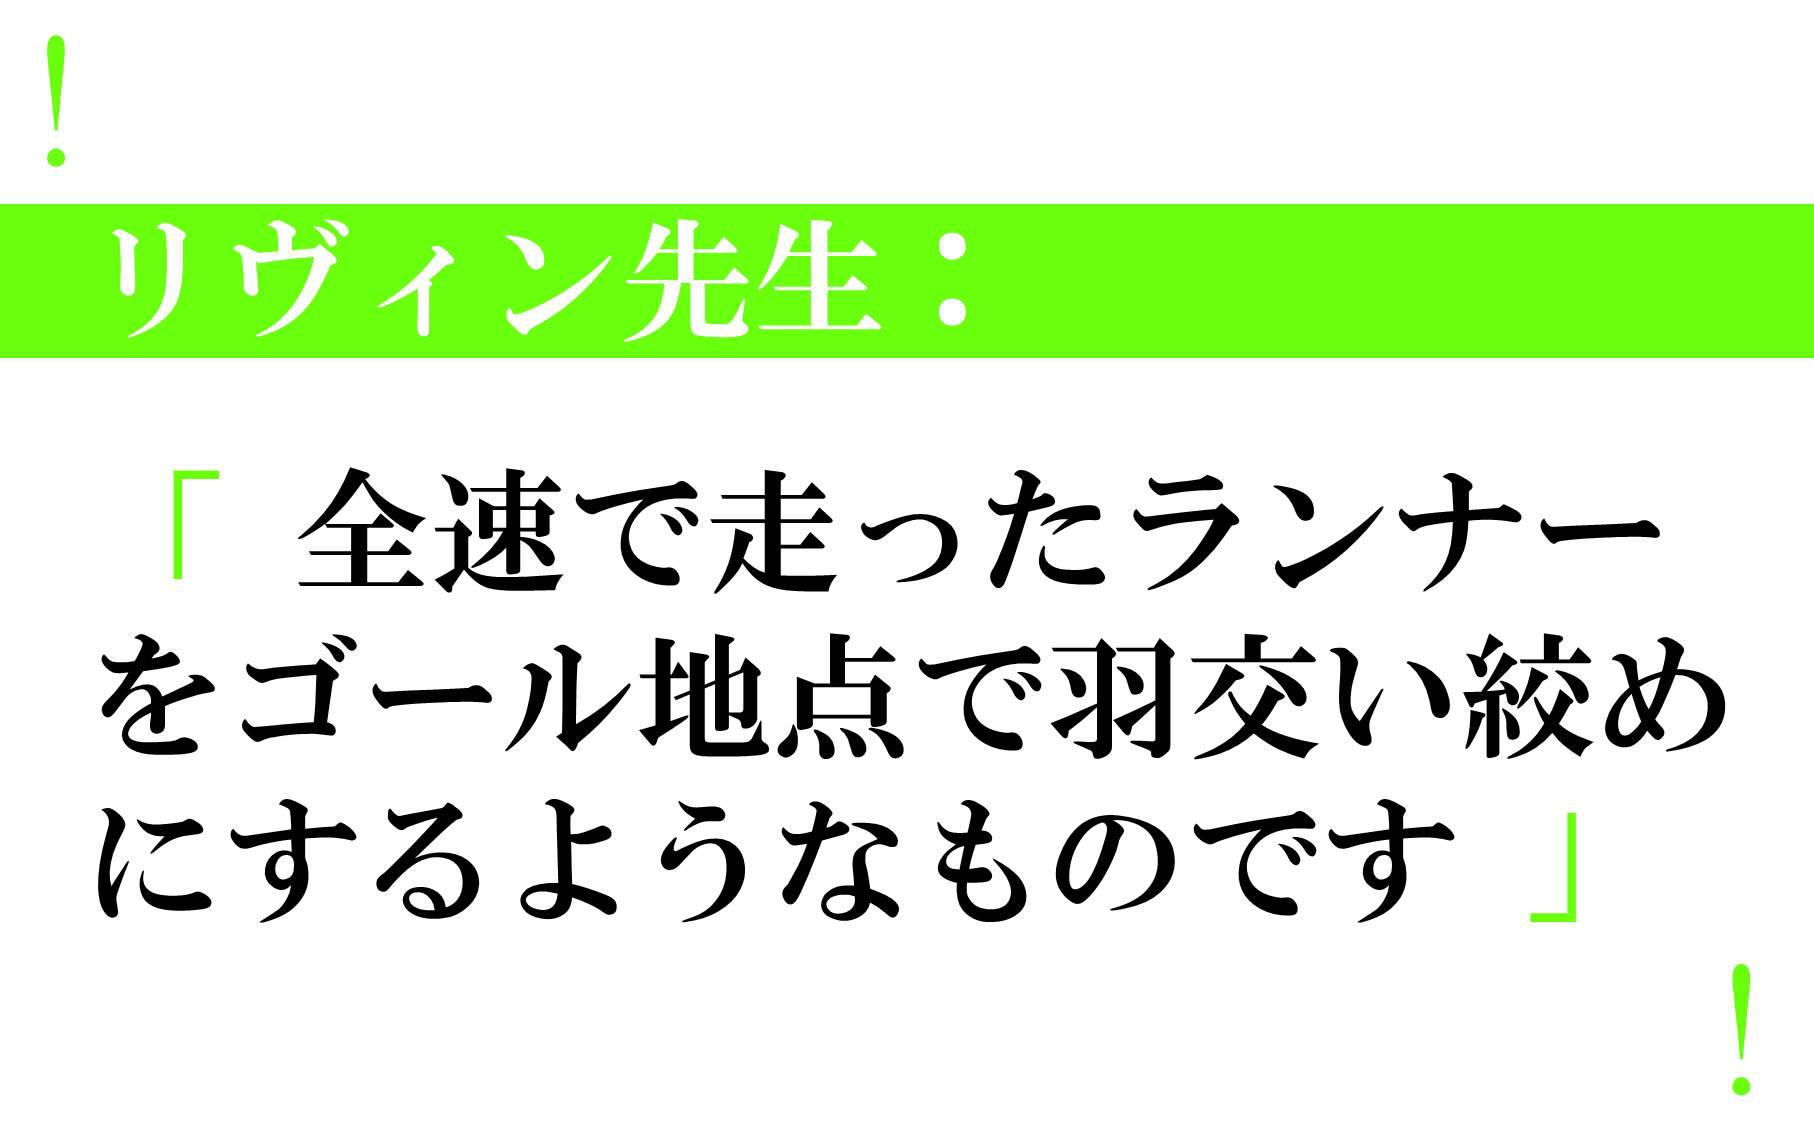 !
リヴィン先生：
「 全速で走ったランナー
をゴール地点で羽交い絞め
にするようなものです 」
!